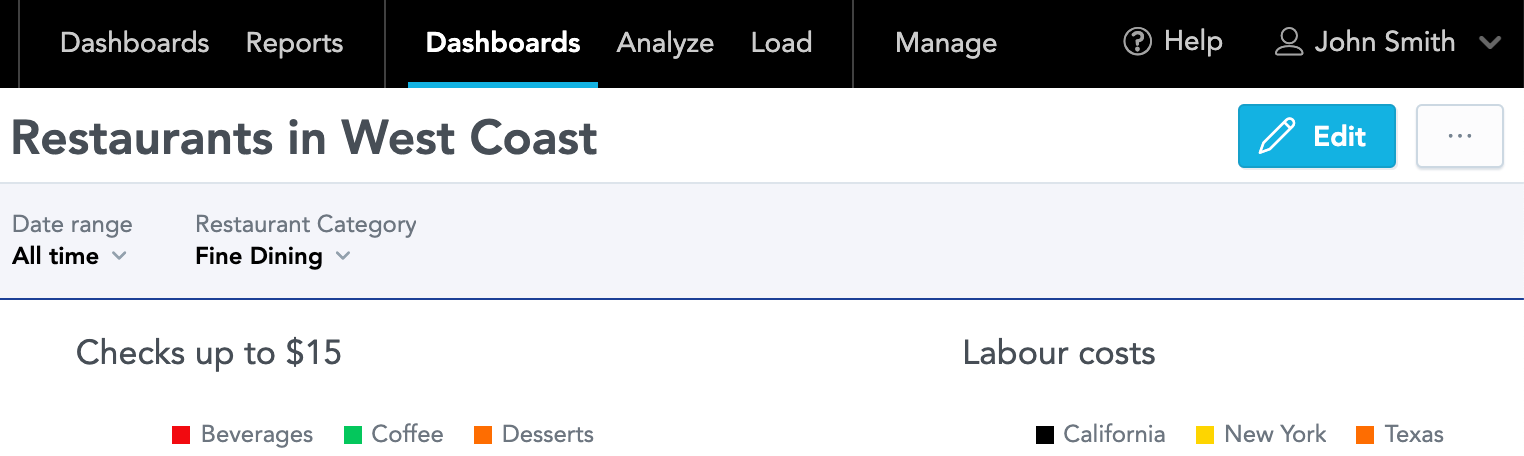 Dashboards Reports Dashboards Analyze Load Manage Help John Smith
Restaurants in West Coast Edit ...
Date range Restaurant Category
All time Fine Dining
Checks up to $15 Labour costs
Beverages Coffee Desserts California New York Texas